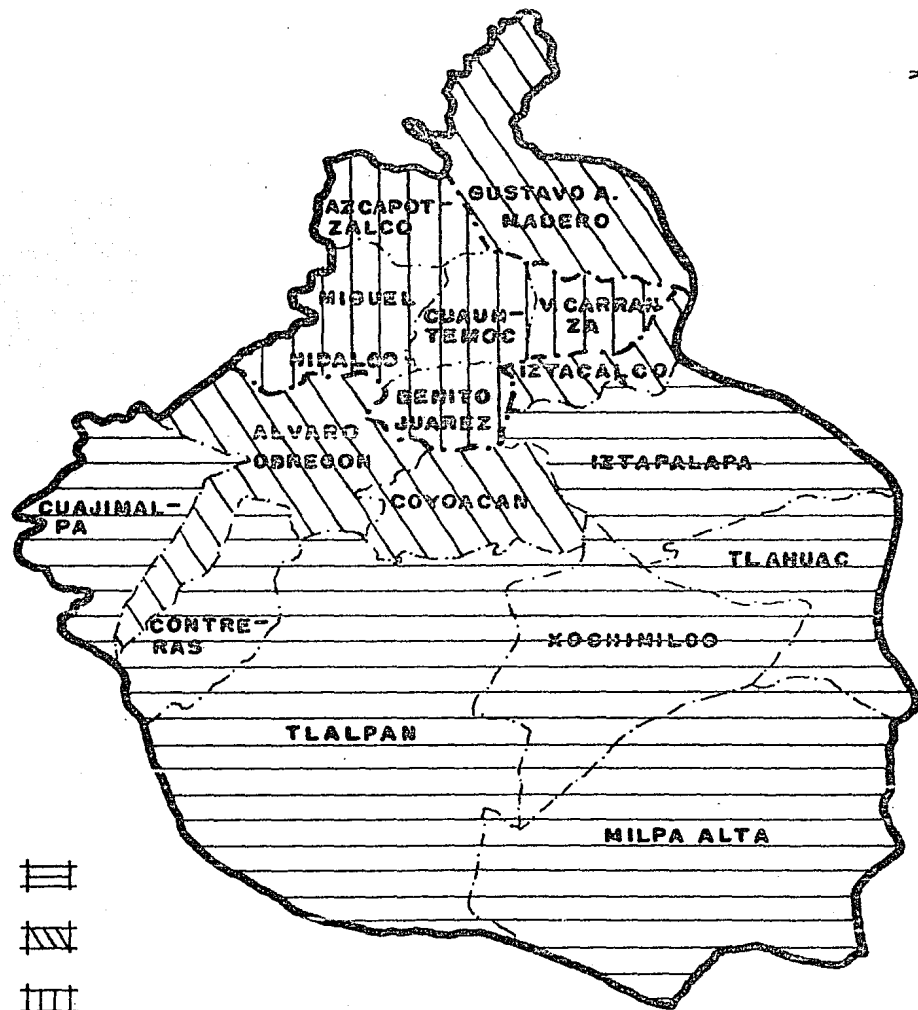 GUSTAVO A.
MADERO
AZCAPOT-
ZALCO
MIGUEL
HIDALGO
CUAUH-
TEMOC
V CARRAN
ZA
IZTACALCO
BENITO
JUAREZ
ALVARO
OBREGON
IZTAPALAPA
COYOACAN
CUAJIMAL-
PA
TLAHUAC
CONTRE-
RAS
XOCHIMILCO
TLALPAN
MILPA ALTA